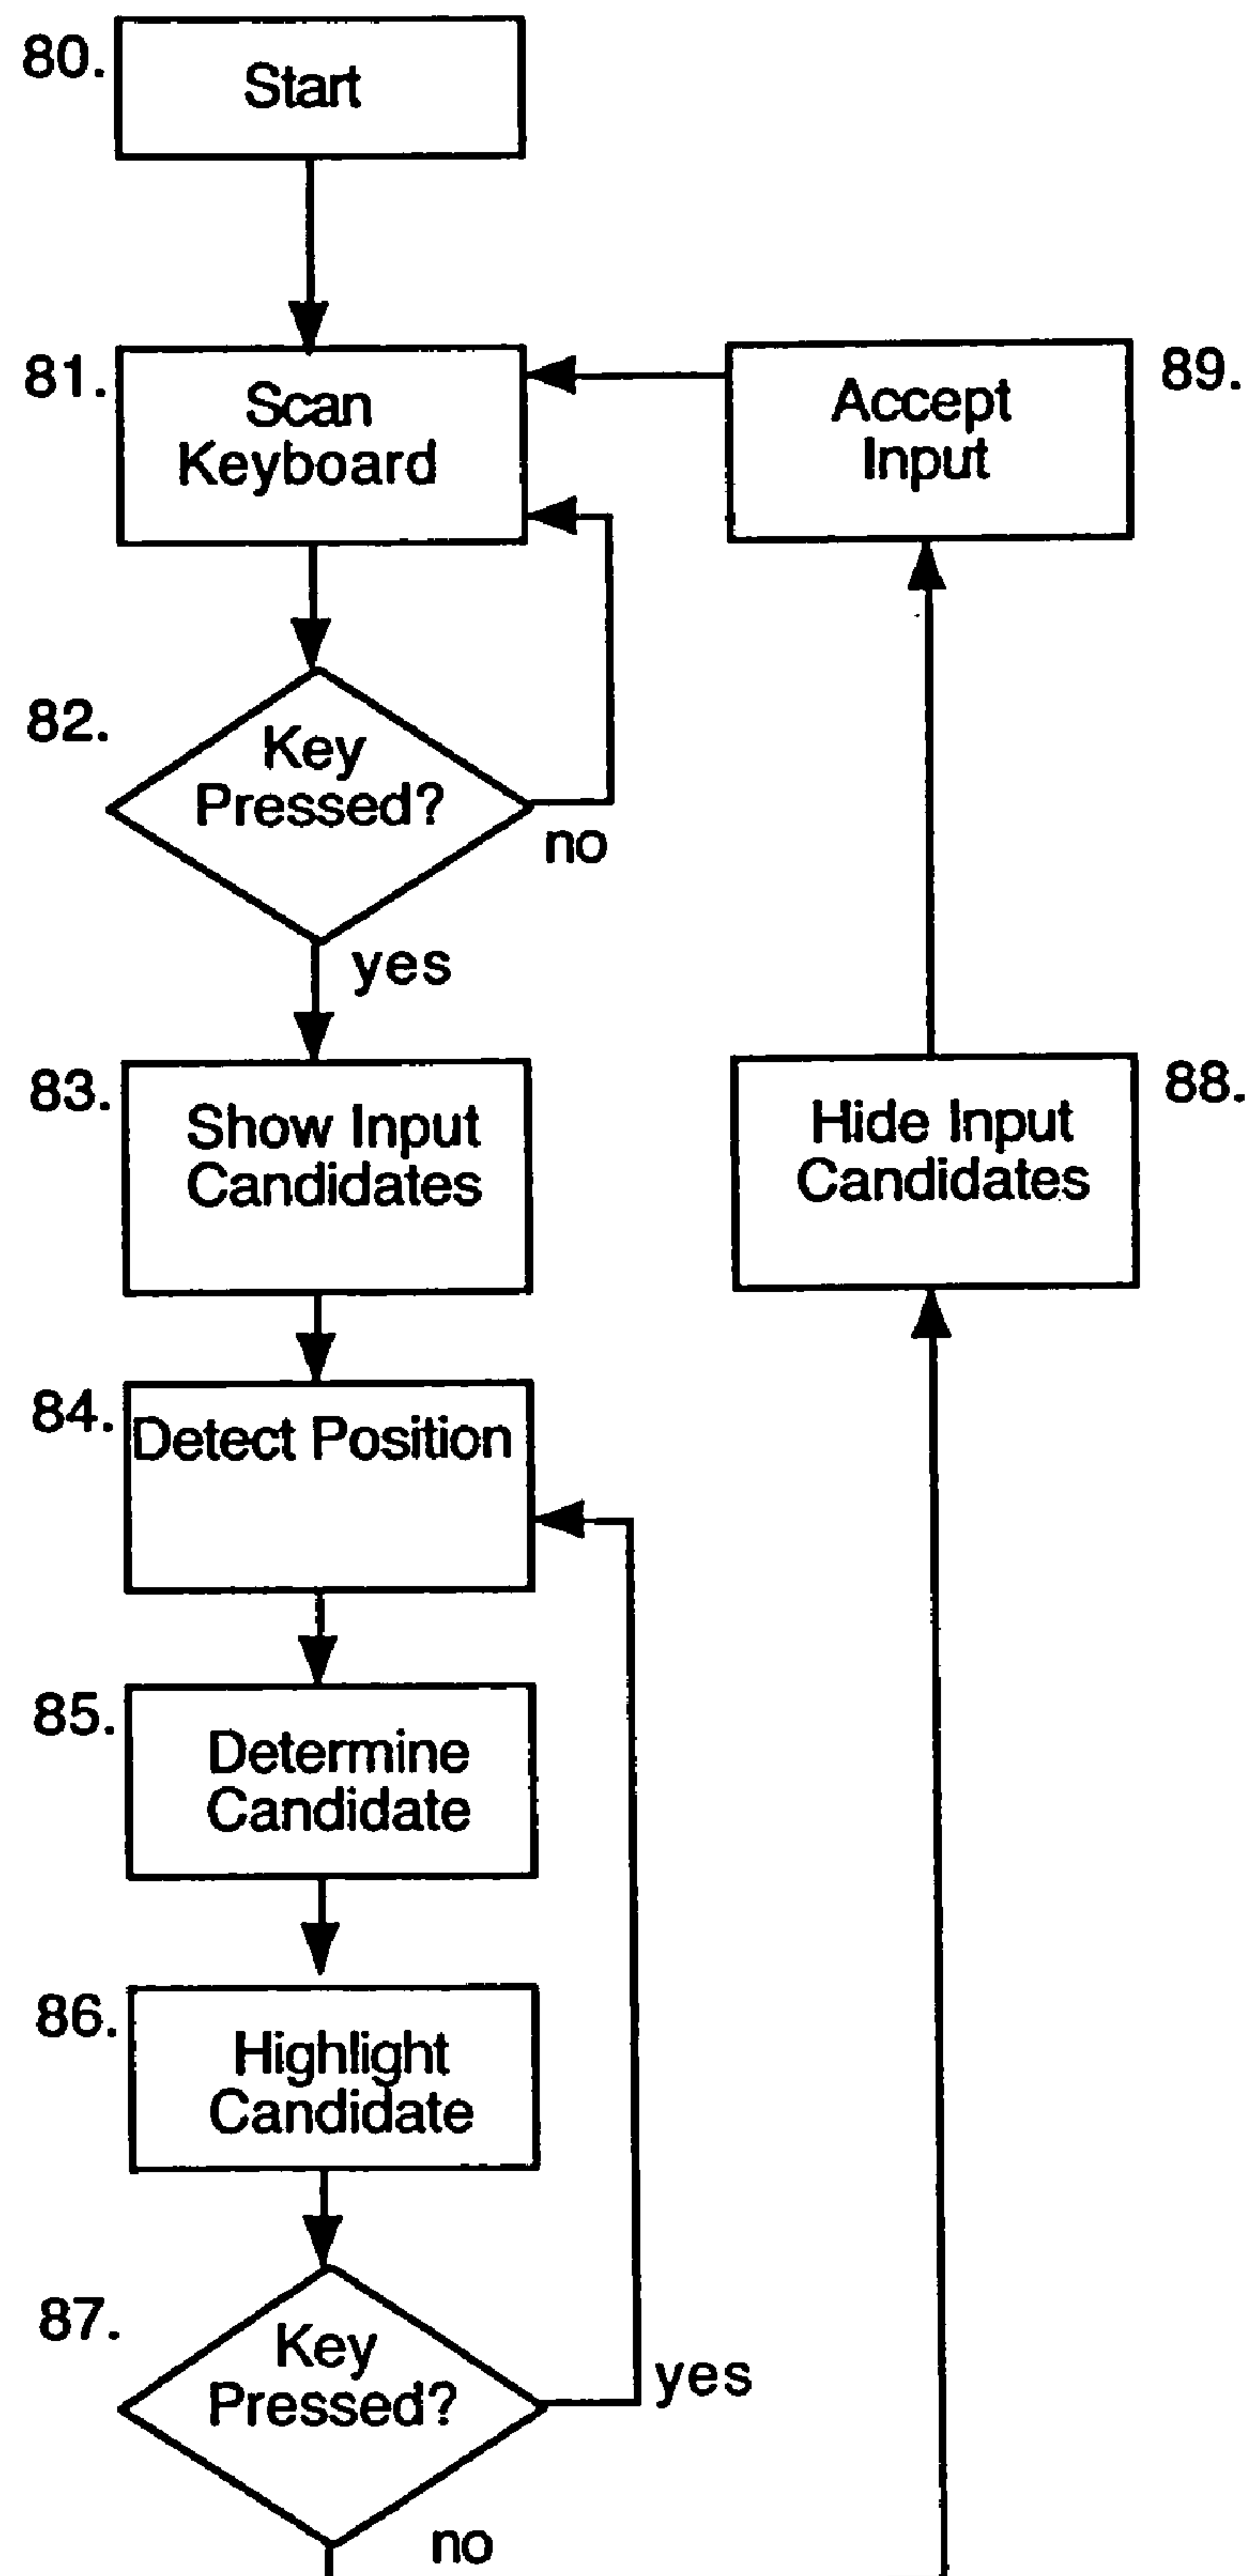 80.
Start
81.
Scan
Keyboard
89.
Accept
Input
82.
Key
Pressed?
no
yes
83.
Show Input
Candidates
88.
Hide Input
Candidates
84.
Detect Position
85.
Determine
Candidate
86.
Highlight
Candidate
87.
Key
Pressed?
yes
no